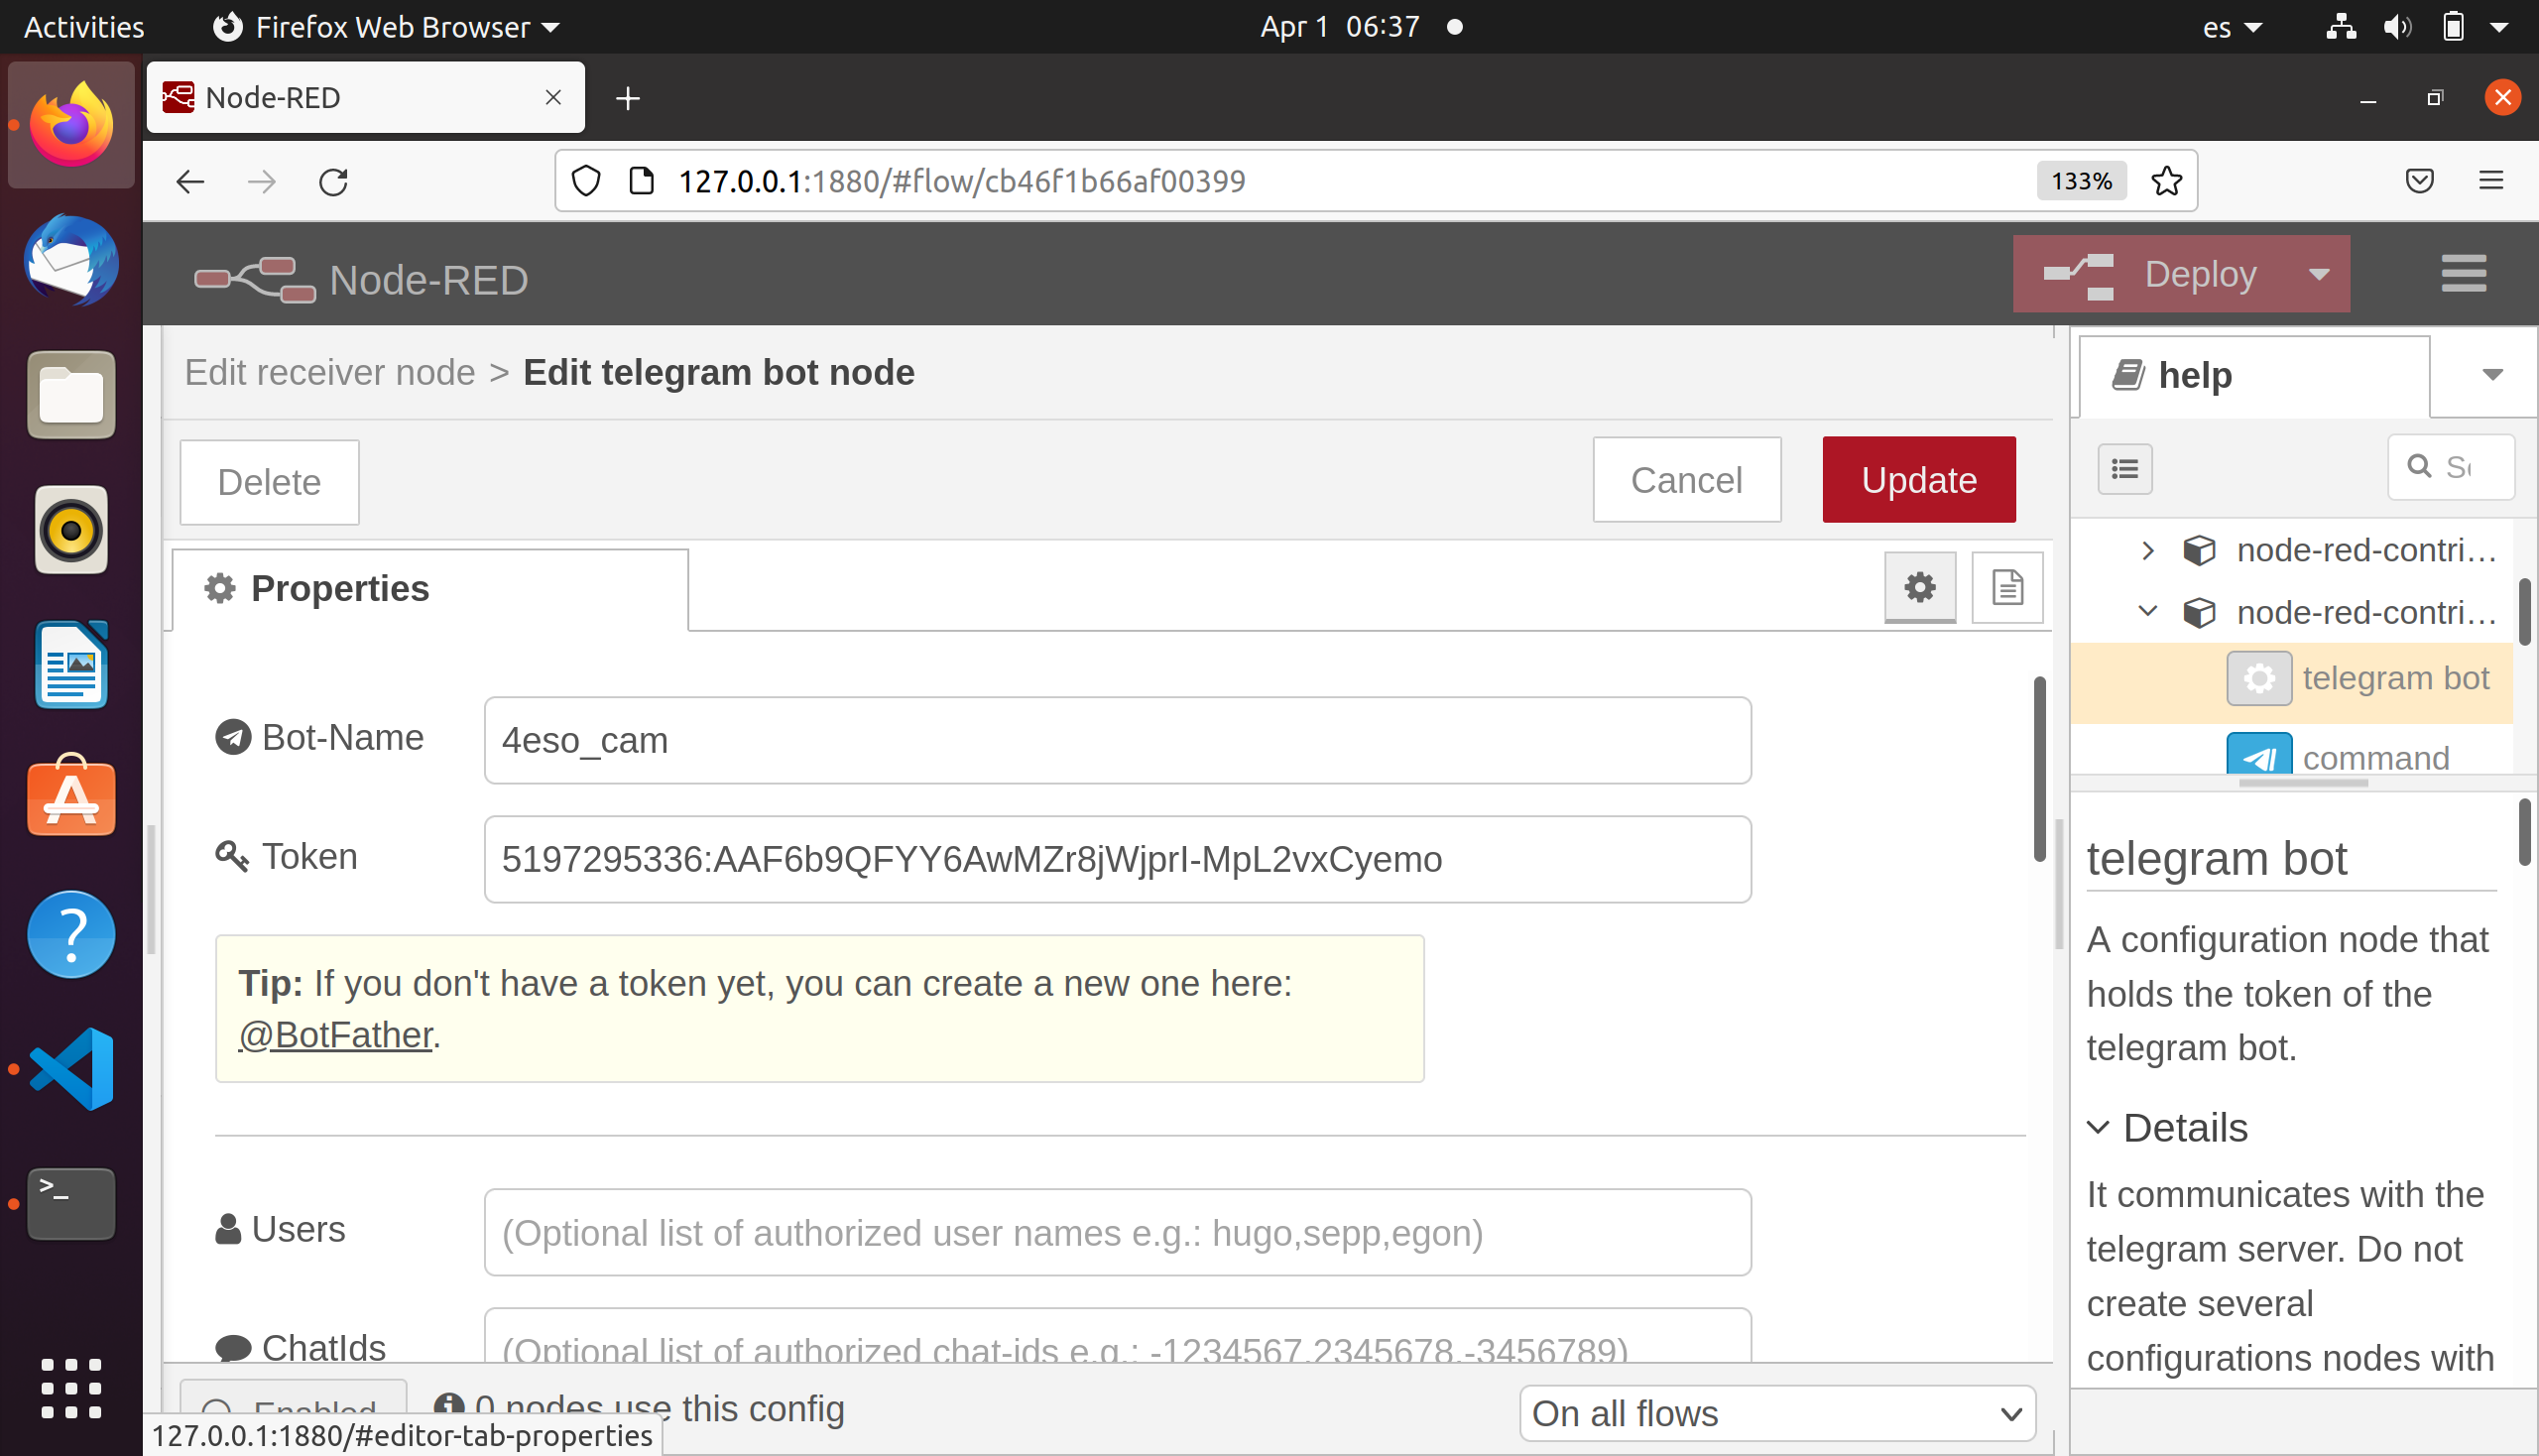 Activities
Firefox Web Browser
Apr 1 06:37
es
Node-RED
127.0.0.1:1880/#flow/cb46f1b66af00399
133%
Node-RED
Deploy
Edit receiver node > Edit telegram bot node
Delete
Cancel
Update
Properties
Bot-Name
4eso_cam
Token
5197295336:AAF6b9QFYY6AwMZr8jWjprI-MpL2vxCyemo
Tip: If you don't have a token yet, you can create a new one here:
@BotFather.
Users
(Optional list of authorized user names e.g.: hugo,sepp,egon)
ChatIds
(Optional list of authorized chat-ids e.g.: -1234567,2345678,-3456789)
Enabled
0 nodes use this config
On all flows
127.0.0.1:1880/#editor-tab-properties
help
node-red-contri…
node-red-contri…
telegram bot
command
telegram bot
A configuration node that
holds the token of the
telegram bot.
Details
It communicates with the
telegram server. Do not
create several
configurations nodes with